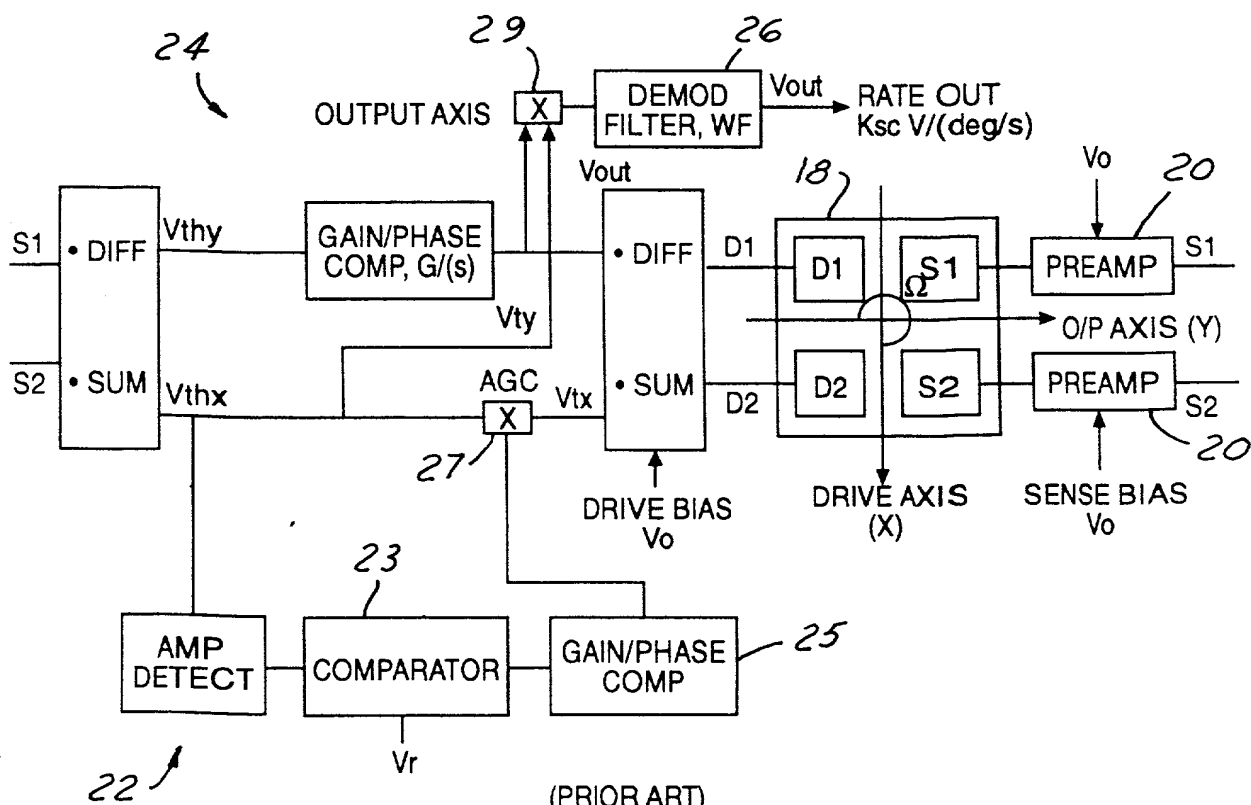 24
29
26
OUTPUT AXIS
X
DEMOD
FILTER, WF
Vout
RATE OUT
Ksc V/(deg/s)
S1
• DIFF
Vthy
GAIN/PHASE
COMP, G/(s)
Vout
• DIFF
D1
18
D1
S1
Ω
Vo
20
PREAMP
S1
Vty
O/P AXIS (Y)
S2
• SUM
Vthx
AGC
X
27
Vtx
• SUM
D2
D2
S2
PREAMP
S2
20
DRIVE BIAS
Vo
DRIVE AXIS
(X)
SENSE BIAS
Vo
AMP
DETECT
23
COMPARATOR
GAIN/PHASE
COMP
25
Vr
22
(PRIOR ART)